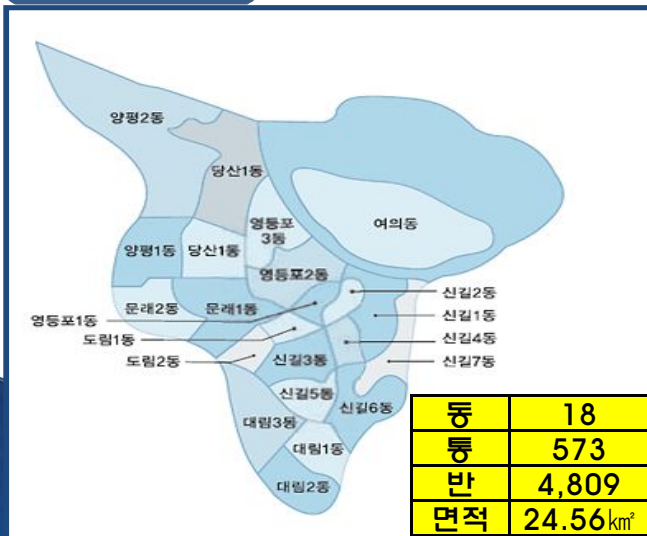 양평2동
당산1동
영등포
3동
여의동
양평1동
당산1동
영등포2동
신길2동
문래2동
문래1동
신길1동
영등포1동
도림1동
신길4동
도림2동
신길3동
신길7동
신길5동
신길6동
대림3동
대림1동
대림2동
동 18
통 573
반 4,809
면적 24.56㎢